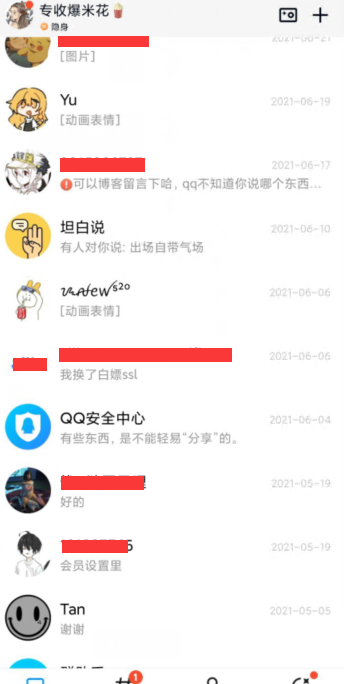 专收爆米花🍿
隐身
2021-06-21
[图片]
Yu
2021-06-19
[动画表情]
2021-06-17
可以博客留言下哈，qq不知道你说哪个东西...
坦白说
2021-06-10
有人对你说: 出场自带气场
2021-06-06
[动画表情]
2021-06-06
我换了白嫖ssl
QQ安全中心
2021-06-04
有些东西，是不能轻易“分享”的。
2021-05-19
好的
2021-05-19
会员设置里
Tan
2021-05-05
谢谢
1